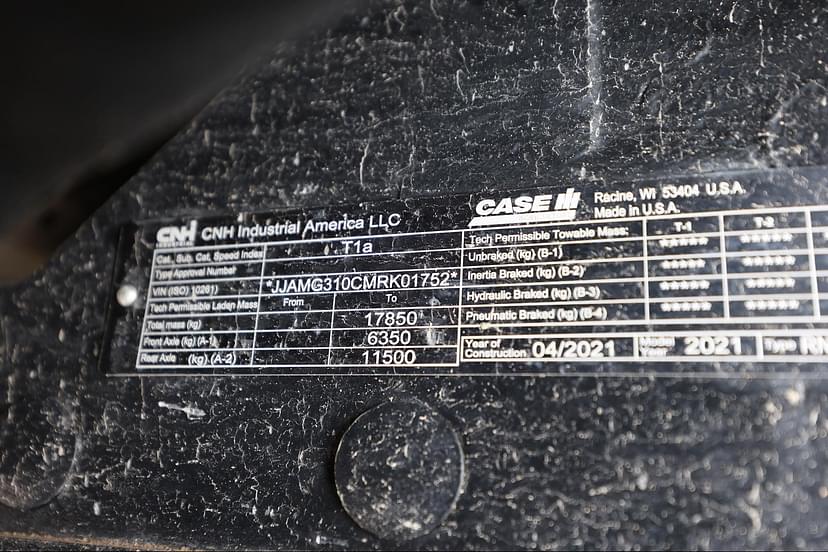 CNH INDUSTRIAL CNH Industrial America LLC
CASE IH Racine, WI 53404 U.S.A.
Made in U.S.A.
Cat. Sub. Cat, Speed Index T1a
Type Approval Number
VIN (ISO) 10261) *JJAMG310CMRK01752*
Tech Permissible Laden Mass From To
Total mass (kg) 17850
Front Axle (kg) (A-1) 6350
Rear Axle (kg) (A-2) 11500
Tech Permissible Towable Mass: T-1 T-2
Unbraked (kg) (B-1) ***** *****
Inertia Braked (kg) (B-2) ***** *****
Hydraulic Braked (kg) (B-3) ***** *****
Pneumatic Braked (kg) (B-4) ***** *****
Year of Construction 04/2021 Model Year 2021 Type RN